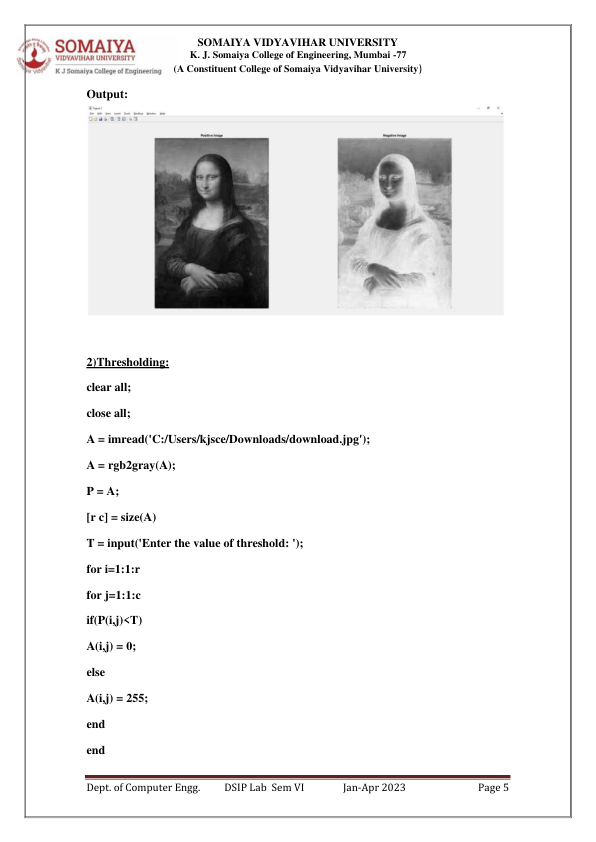 SOMAIYA
VIDYAVIHAR UNIVERSITY
K J Somaiya College of Engineering
SOMAIYA VIDYAVIHAR UNIVERSITY
K. J. Somaiya College of Engineering, Mumbai -77
(A Constituent College of Somaiya Vidyavihar University)
Output:
Positive Image
Negative Image
2)Thresholding:
clear all;
close all;
A = imread('C:/Users/kjsce/Downloads/download.jpg');
A = rgb2gray(A);
P = A;
[r c] = size(A)
T = input('Enter the value of threshold: ');
for i=1:1:r
for j=1:1:c
if(P(i,j)<T)
A(i,j) = 0;
else
A(i,j) = 255;
end
end
Dept. of Computer Engg. DSIP Lab Sem VI Jan-Apr 2023 Page 5